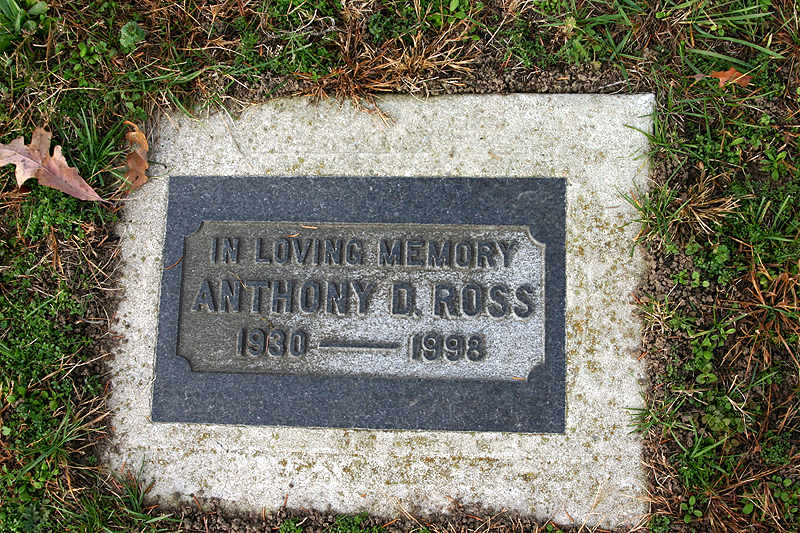 IN LOVING MEMORY
ANTHONY D. ROSS
1930 — 1998